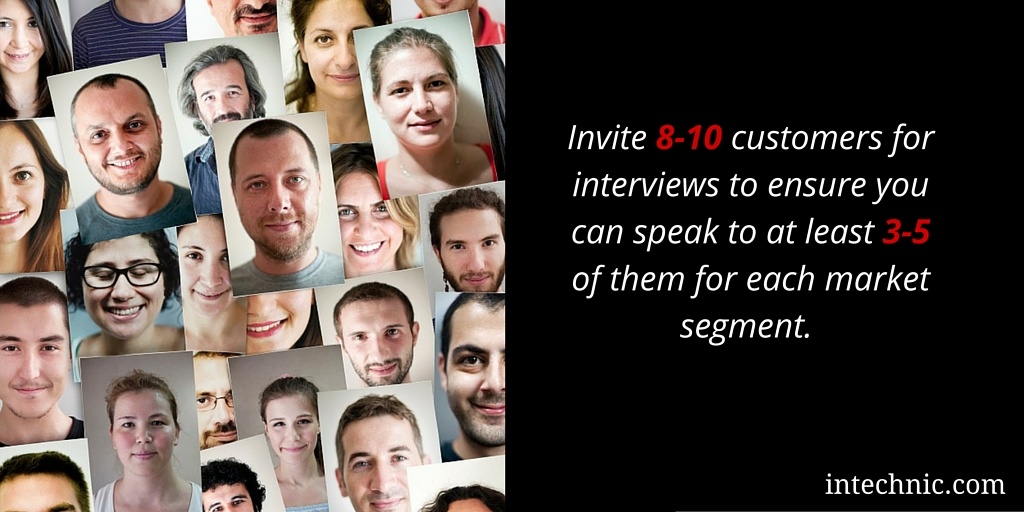 Invite 8-10 customers for
interviews to ensure you
can speak to at least 3-5
of them for each market
segment.
intechnic.com